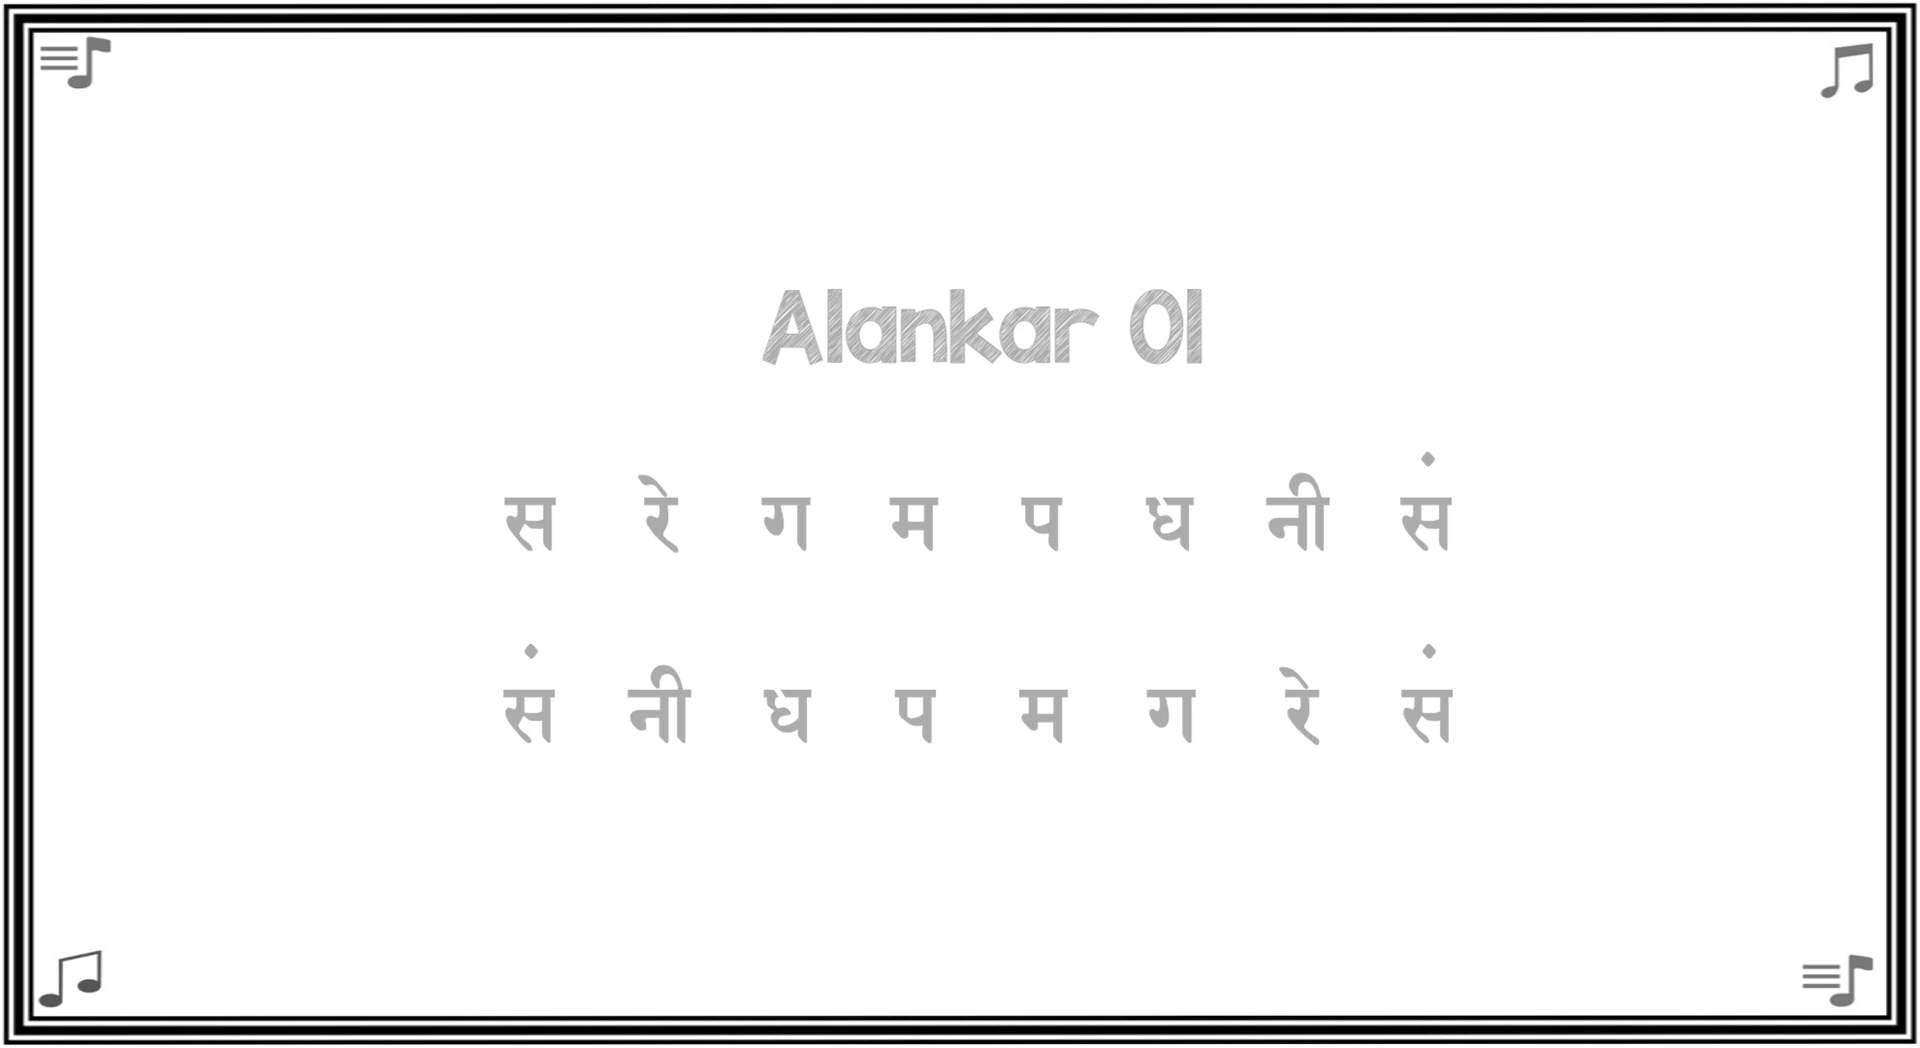 Alankar 01
स रे ग म प ध नी सं
सं नी ध प म ग रे सं